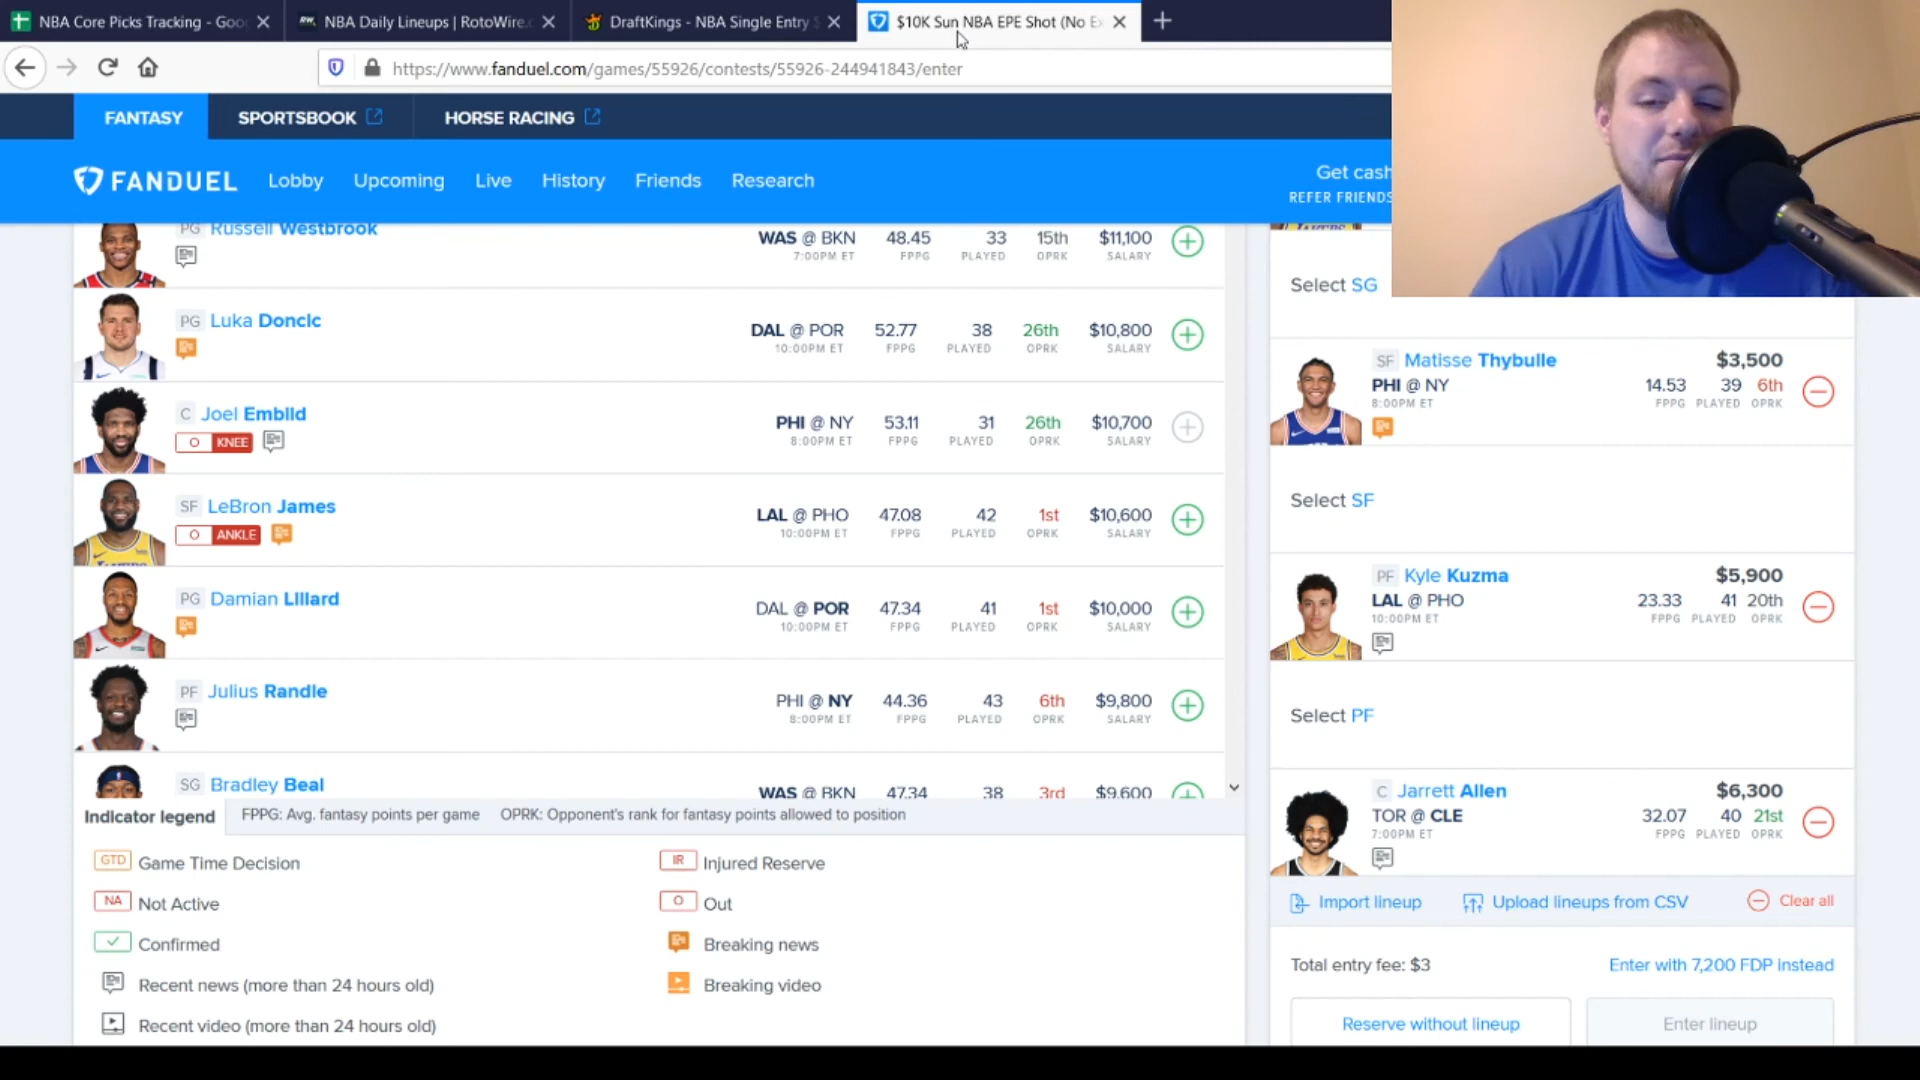 NBA Core Picks Tracking - Goo
NBA Daily Lineups | RotoWire.c
DraftKings - NBA Single Entry $
$10K Sun NBA EPE Shot (No Ex
https://www.fanduel.com/games/55926/contests/55926-244941843/enter
FANTASY SPORTSBOOK HORSE RACING
FANDUEL Lobby Upcoming Live History Friends Research
Get cash
REFER FRIENDS
PG Russell Westbrook
WAS @ BKN 48.45 33 15th $11,100
7:00PM ET FPPG PLAYED OPRK SALARY
PG Luka Doncic
DAL @ POR 52.77 38 26th $10,800
10:00PM ET FPPG PLAYED OPRK SALARY
C Joel Embiid
O KNEE
PHI @ NY 53.11 31 26th $10,700
8:00PM ET FPPG PLAYED OPRK SALARY
SF LeBron James
O ANKLE
LAL @ PHO 47.08 42 1st $10,600
10:00PM ET FPPG PLAYED OPRK SALARY
PG Damian Lillard
DAL @ POR 47.34 41 1st $10,000
10:00PM ET FPPG PLAYED OPRK SALARY
PF Julius Randle
PHI @ NY 44.36 43 6th $9,800
8:00PM ET FPPG PLAYED OPRK SALARY
SG Bradley Beal
WAS @ BKN 47.34 38 3rd $9,600
Indicator legend FPPG: Avg. fantasy points per game OPRK: Opponent's rank for fantasy points allowed to position
GTD Game Time Decision
NA Not Active
Confirmed
Recent news (more than 24 hours old)
Recent video (more than 24 hours old)
IR Injured Reserve
O Out
Breaking news
Breaking video
Select SG
SF Matisse Thybulle $3,500
PHI @ NY 14.53 39 6th
8:00PM ET FPPG PLAYED OPRK
Select SF
PF Kyle Kuzma $5,900
LAL @ PHO 23.33 41 20th
10:00PM ET FPPG PLAYED OPRK
Select PF
C Jarrett Allen $6,300
TOR @ CLE 32.07 40 21st
7:00PM ET FPPG PLAYED OPRK
Import lineup Upload lineups from CSV Clear all
Total entry fee: $3 Enter with 7,200 FDP instead
Reserve without lineup Enter lineup